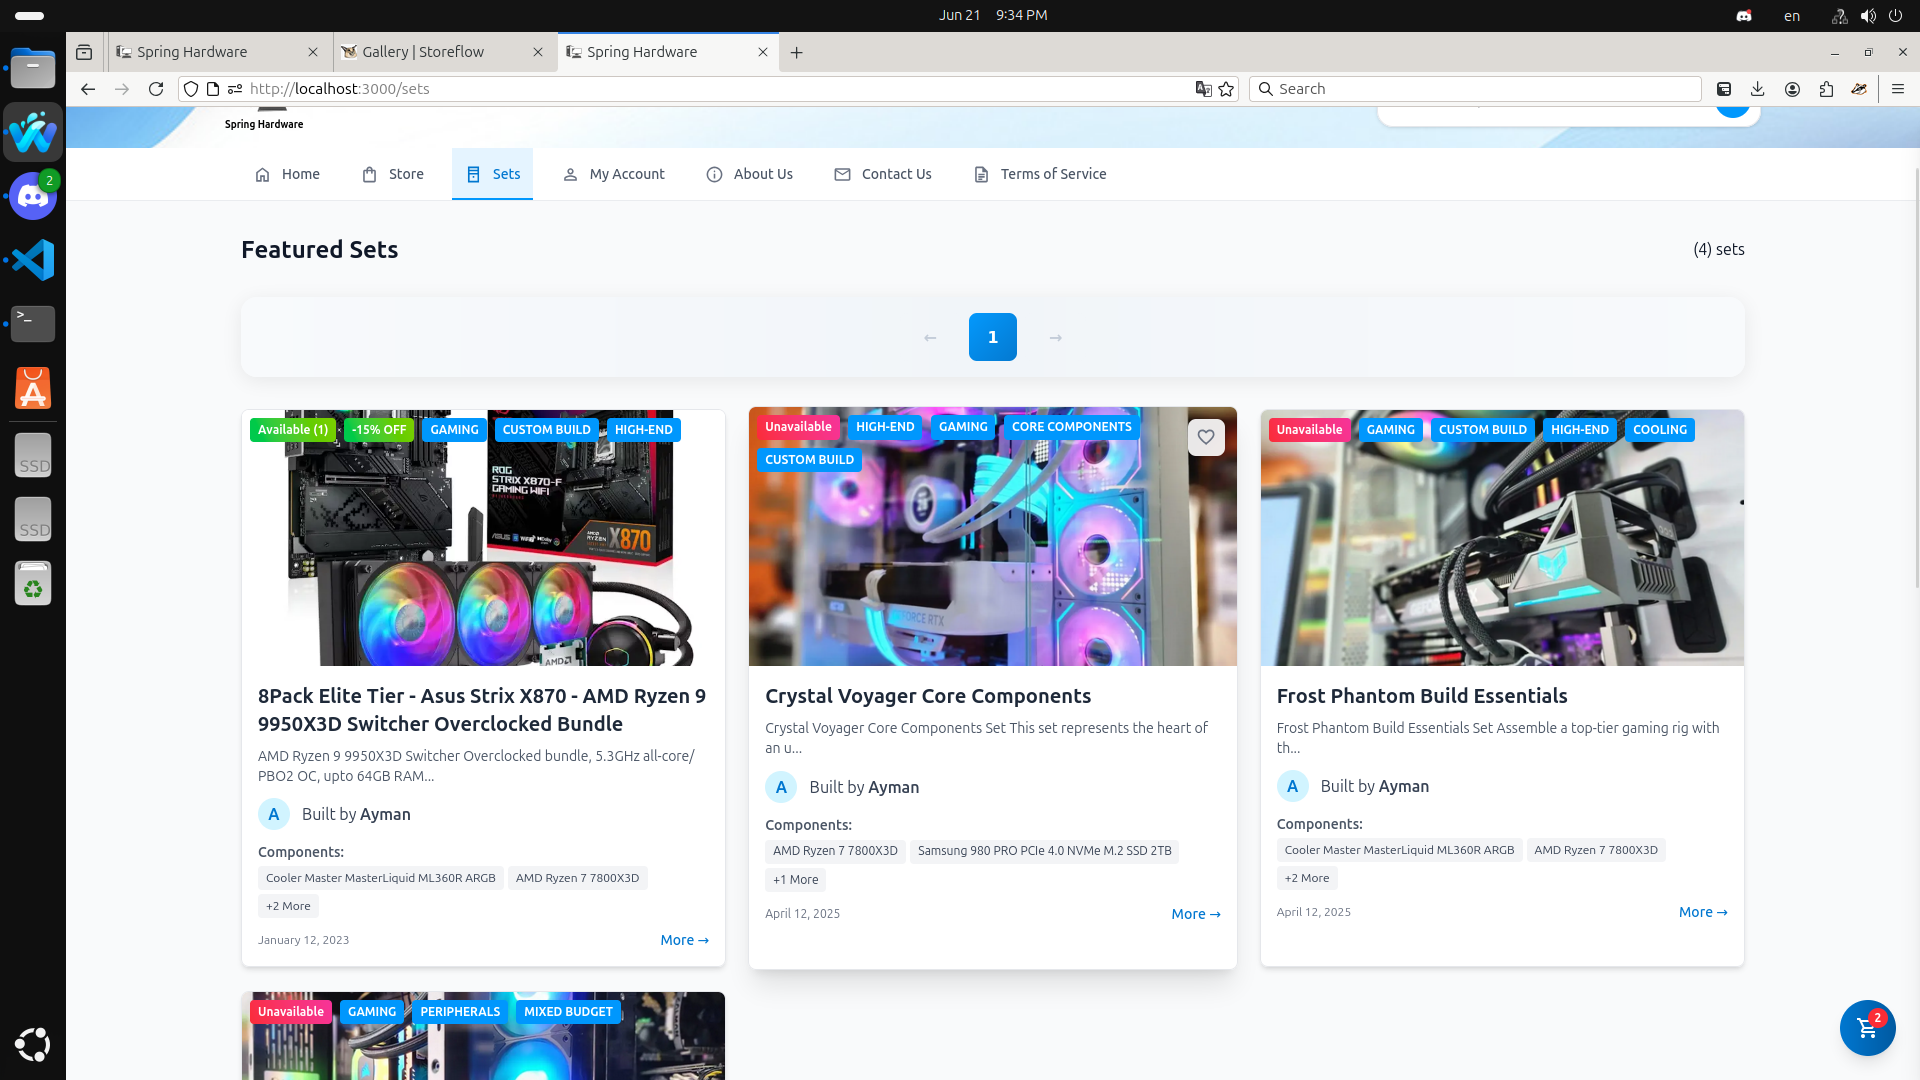 Jun 21 9:34 PM
en
Spring Hardware
Gallery | Storeflow
Spring Hardware
http://localhost:3000/sets
Search
2
Spring Hardware
Home
Store
Sets
My Account
About Us
Contact Us
Terms of Service
Featured Sets
(4) sets
← 1 →
Available (1) -15% OFF GAMING CUSTOM BUILD HIGH-END
ROG
STRIX X870-F
GAMING WIFI
X870
AMD
8Pack Elite Tier - Asus Strix X870 - AMD Ryzen 9
9950X3D Switcher Overclocked Bundle
AMD Ryzen 9 9950X3D Switcher Overclocked bundle, 5.3GHz all-core/
PBO2 OC, upto 64GB RAM...
A Built by Ayman
Components:
Cooler Master MasterLiquid ML360R ARGB AMD Ryzen 7 7800X3D
+2 More
January 12, 2023 More →
Unavailable HIGH-END GAMING CORE COMPONENTS
CUSTOM BUILD
GEFORCE RTX
Crystal Voyager Core Components
Crystal Voyager Core Components Set This set represents the heart of
an u...
A Built by Ayman
Components:
AMD Ryzen 7 7800X3D Samsung 980 PRO PCIe 4.0 NVMe M.2 SSD 2TB
+1 More
April 12, 2025 More →
Unavailable GAMING CUSTOM BUILD HIGH-END COOLING
Frost Phantom Build Essentials
Frost Phantom Build Essentials Set Assemble a top-tier gaming rig with
th...
A Built by Ayman
Components:
Cooler Master MasterLiquid ML360R ARGB AMD Ryzen 7 7800X3D
+2 More
April 12, 2025 More →
Unavailable GAMING PERIPHERALS MIXED BUDGET
2
SSD
SSD